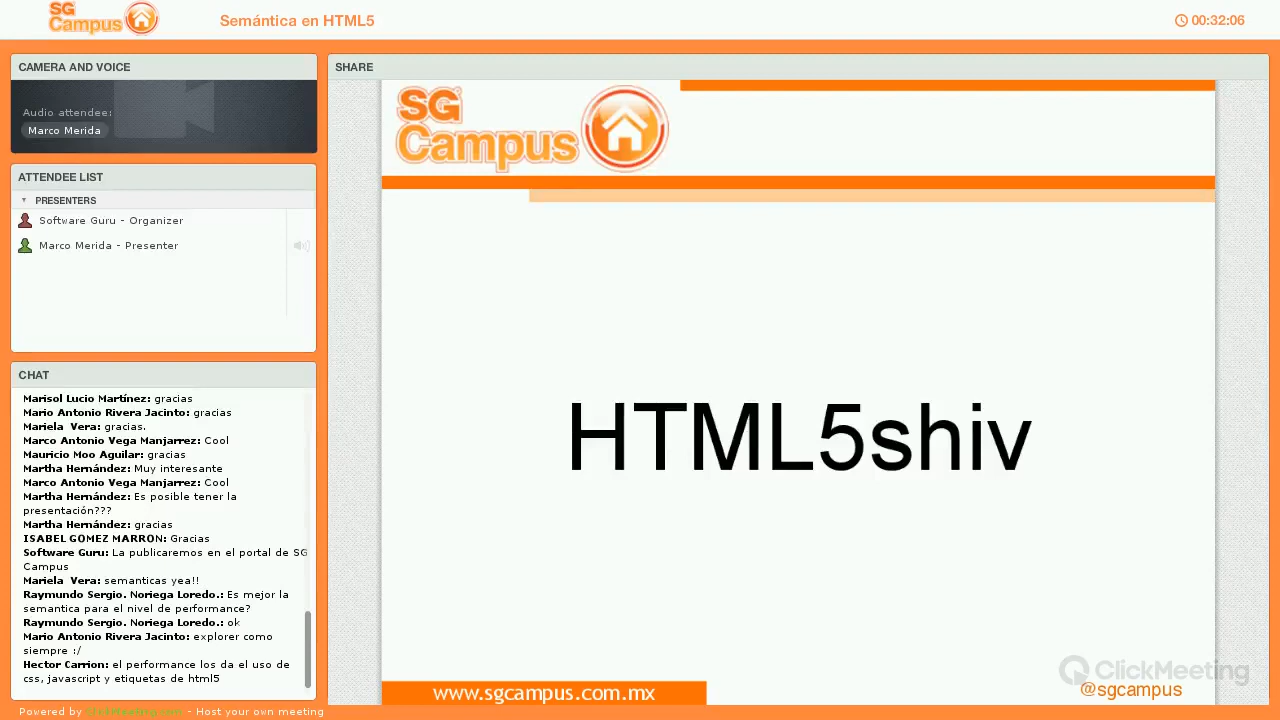 SG
Campus
Semántica en HTML5
00:32:06
CAMERA AND VOICE
Audio attendee:
Marco Merida
ATTENDEE LIST
PRESENTERS
Software Guru - Organizer
Marco Merida - Presenter
CHAT
Marisol Lucio Martínez: gracias
Mario Antonio Rivera Jacinto: gracias
Mariela Vera: gracias.
Marco Antonio Vega Manjarrez: Cool
Mauricio Moo Aguilar: gracias
Martha Hernández: Muy interesante
Marco Antonio Vega Manjarrez: Cool
Martha Hernández: Es posible tener la
presentación???
Martha Hernández: gracias
ISABEL GOMEZ MARRON: Gracias
Software Guru: La publicaremos en el portal de SG
Campus
Mariela Vera: semanticas yea!!
Raymundo Sergio. Noriega Loredo.: Es mejor la
semantica para el nivel de performance?
Raymundo Sergio. Noriega Loredo.: ok
Mario Antonio Rivera Jacinto: explorer como
siempre :/
Hector Carrion: el performance los da el uso de
css, javascript y etiquetas de html5
Powered by ClickMeeting.com - Host your own meeting
SHARE
SG
Campus
HTML5shiv
www.sgcampus.com.mx
ClickMeeting
@sgcampus